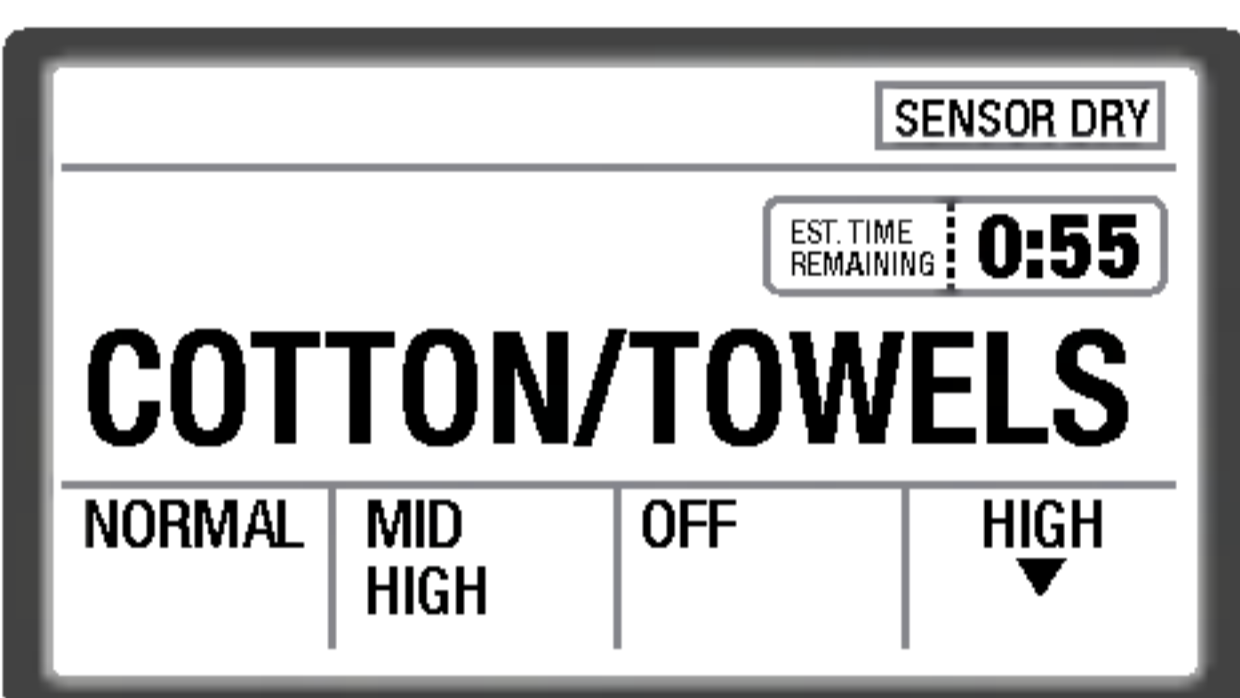 SENSOR DRY
EST. TIME
REMAINING
0:55
COTTON/TOWELS
NORMAL
MID
HIGH
OFF
HIGH